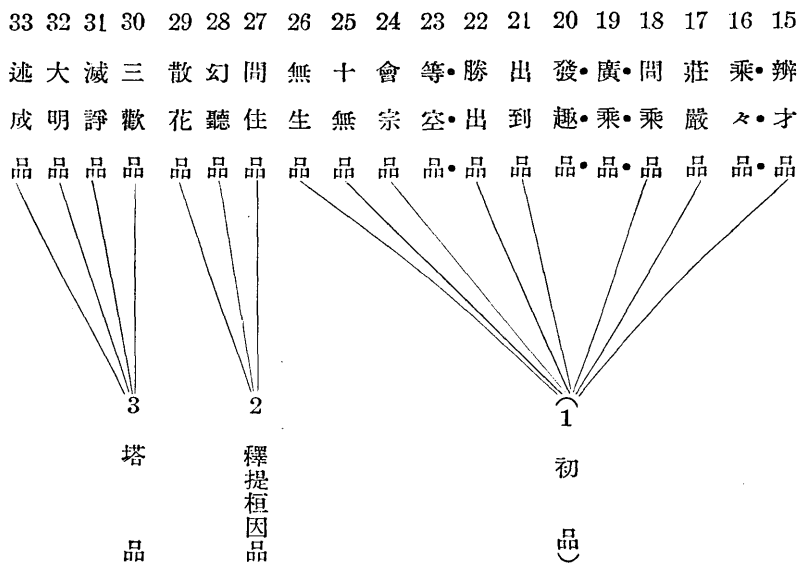 15 辨才品
16 乘々品
17 莊嚴品
18 問乘品
19 廣乘品
20 發趣品
21 出到品
22 勝出品
23 等空品
24 會宗品
25 十無品
26 無生品
27 問住品
28 幻聽品
29 散花品
30 三歡品
31 滅諍品
32 大明品
33 述成品
(1 初品)
2 釋提桓因品
3 塔品